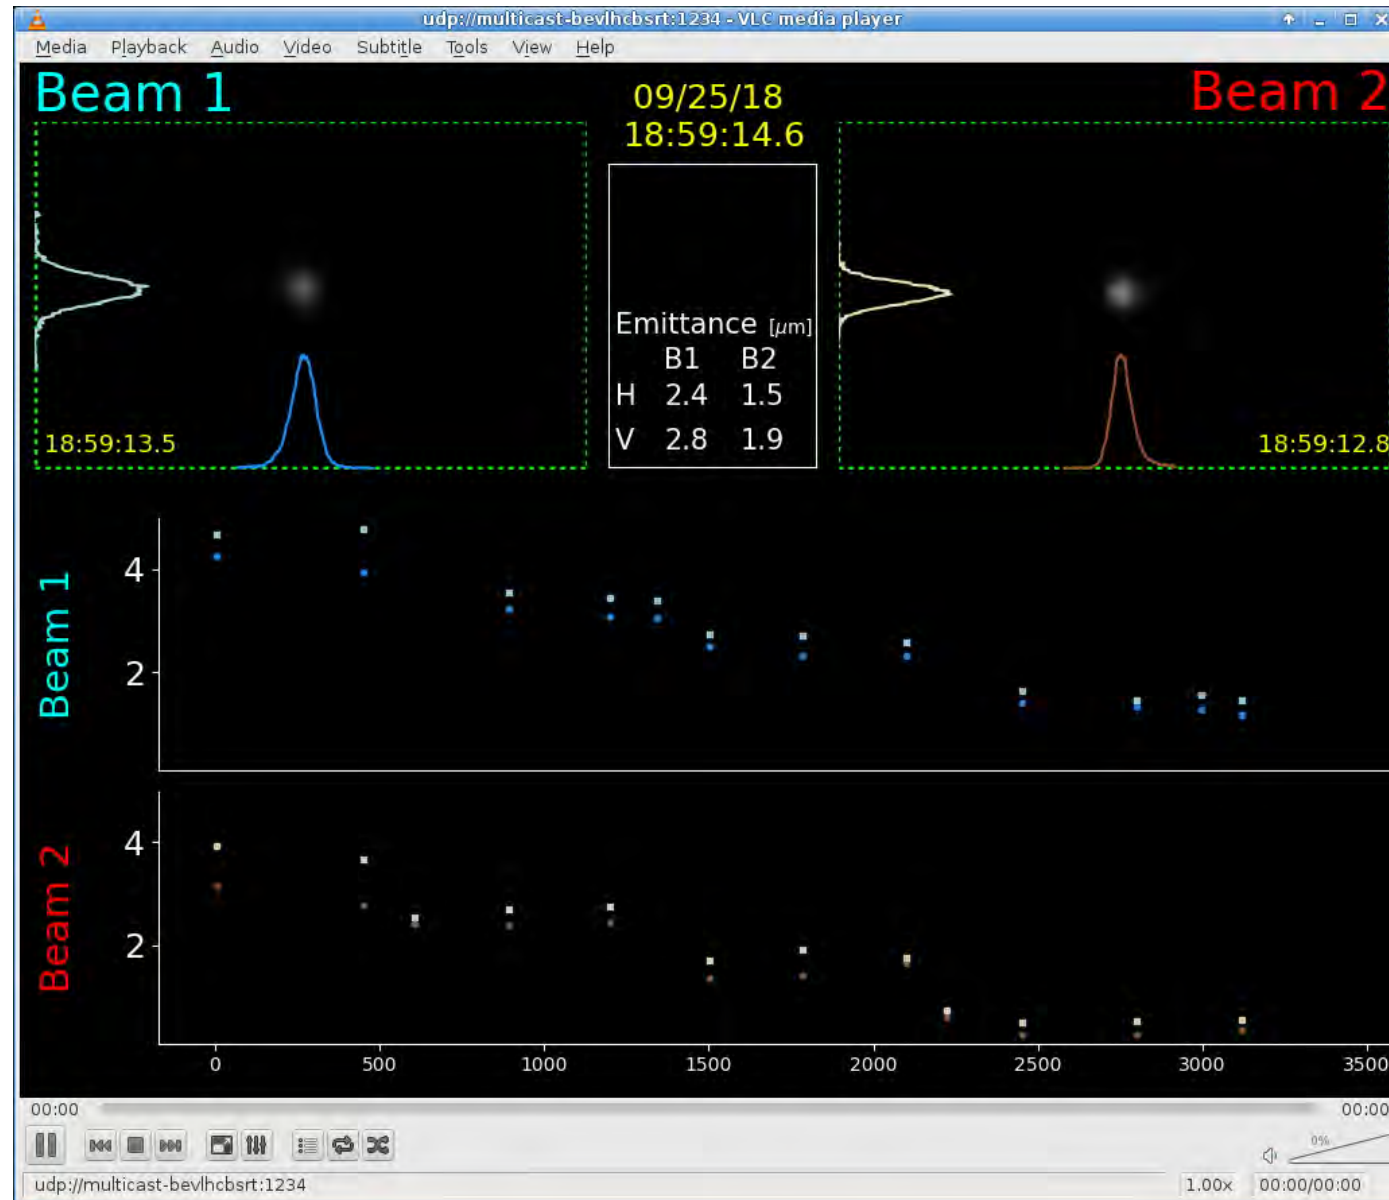 udp://multicast-bevlhcbsrt:1234 - VLC media player
Media Playback Audio Video Subtitle Tools View Help
Beam 1
09/25/18
18:59:14.6
Beam 2
Emittance [μm]
B1 B2
H 2.4 1.5
V 2.8 1.9
18:59:13.5
18:59:12.8
Beam 1
4
2
Beam 2
4
2
0 500 1000 1500 2000 2500 3000 3500
00:00
00:00
0%
udp://multicast-bevlhcbsrt:1234
1.00x
00:00/00:00